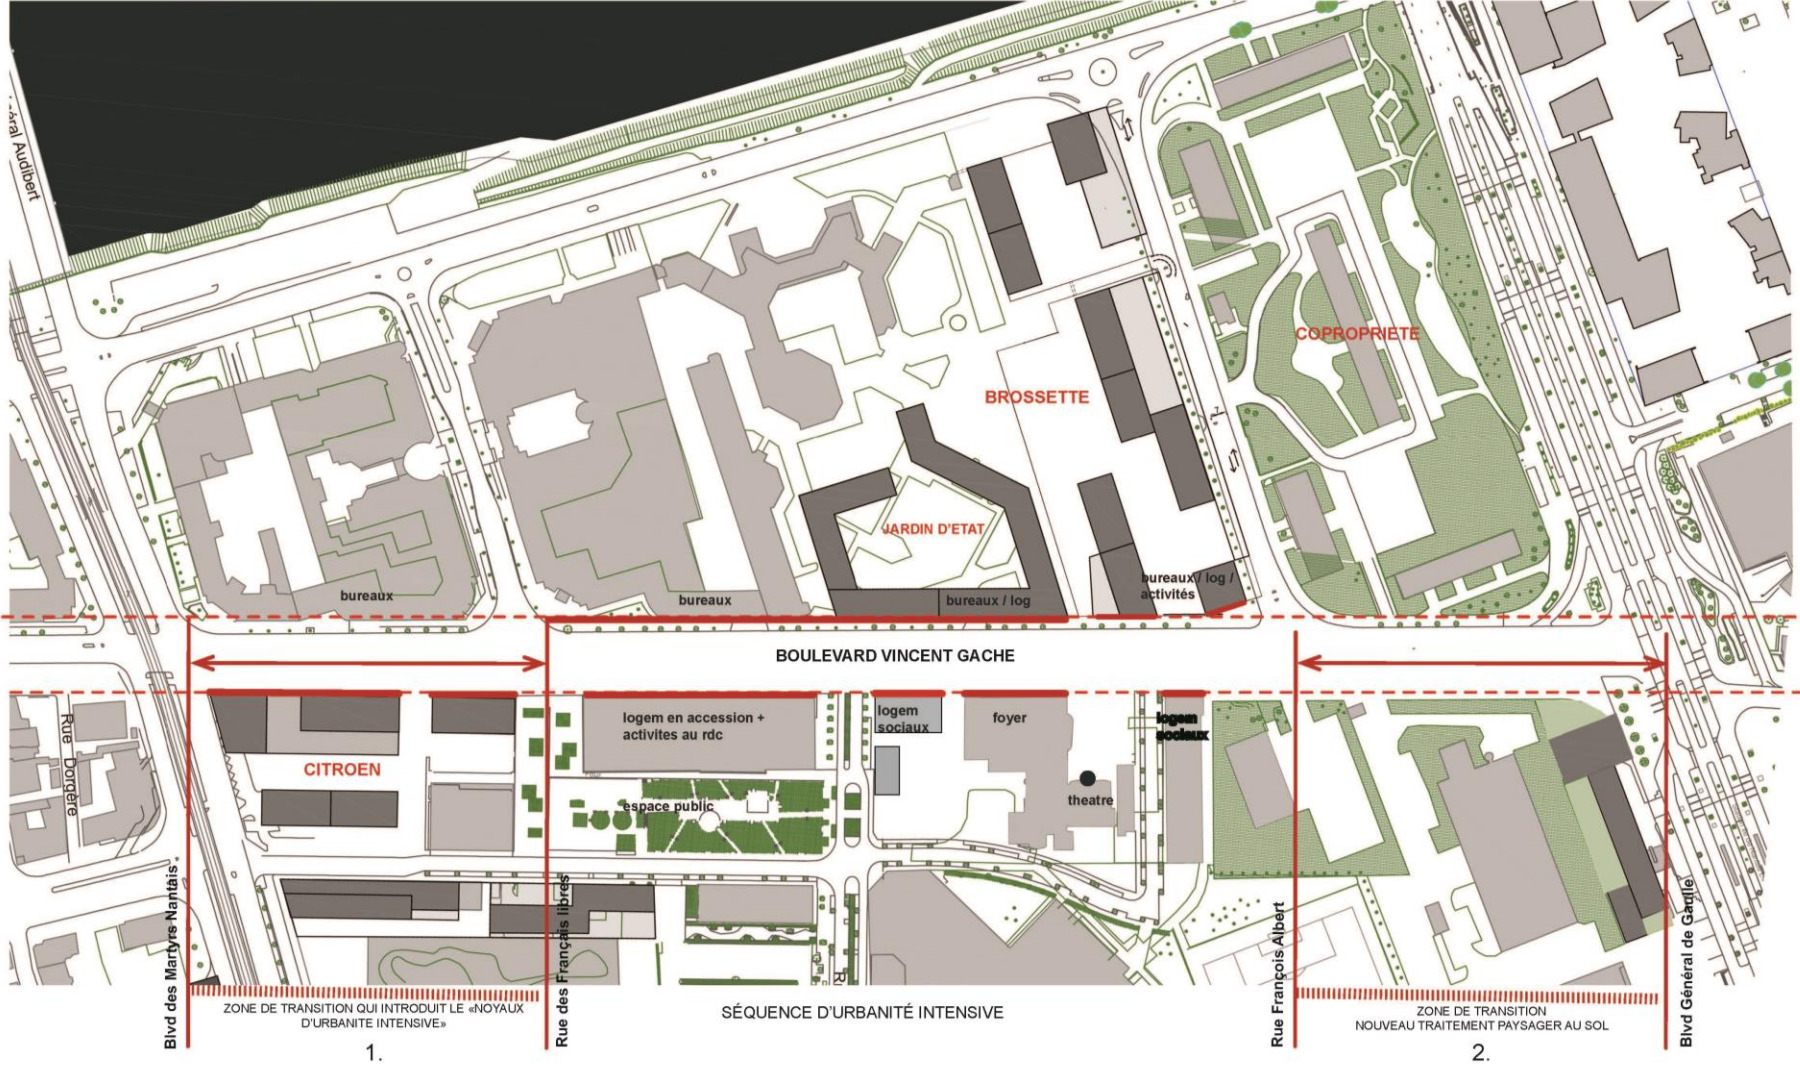 éral Audibert
COPROPRIETE
BROSSETTE
JARDIN D'ETAT
bureaux
bureaux
bureaux / log
bureaux / log /
activités
BOULEVARD VINCENT GACHE
Rue Dorgère
CITROEN
logem en accession +
activites au rdc
logem
sociaux
foyer
logem
sociaux
espace public
theatre
Blvd des Martyrs Nantais
Rue des Français libres
Rue François Albert
Blvd Général de Gaulle
ZONE DE TRANSITION QUI INTRODUIT LE «NOYAUX
D'URBANITE INTENSIVE»
1.
SÉQUENCE D'URBANITÉ INTENSIVE
ZONE DE TRANSITION
NOUVEAU TRAITEMENT PAYSAGER AU SOL
2.